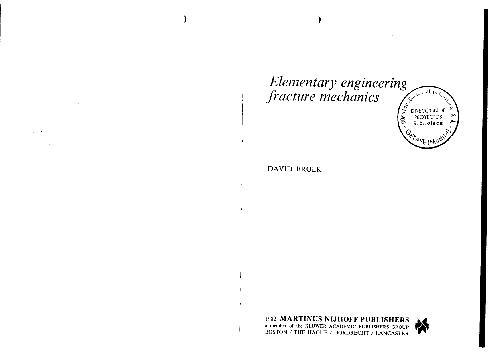 Elementary engineering
fracture mechanics
DAVID BROEK
1982 MARTINUS NIJHOFF PUBLISHERS
a member of the KLUWER ACADEMIC PUBLISHERS GROUP
BOSTON / THE HAGUE / DORDRECHT / LANCASTER